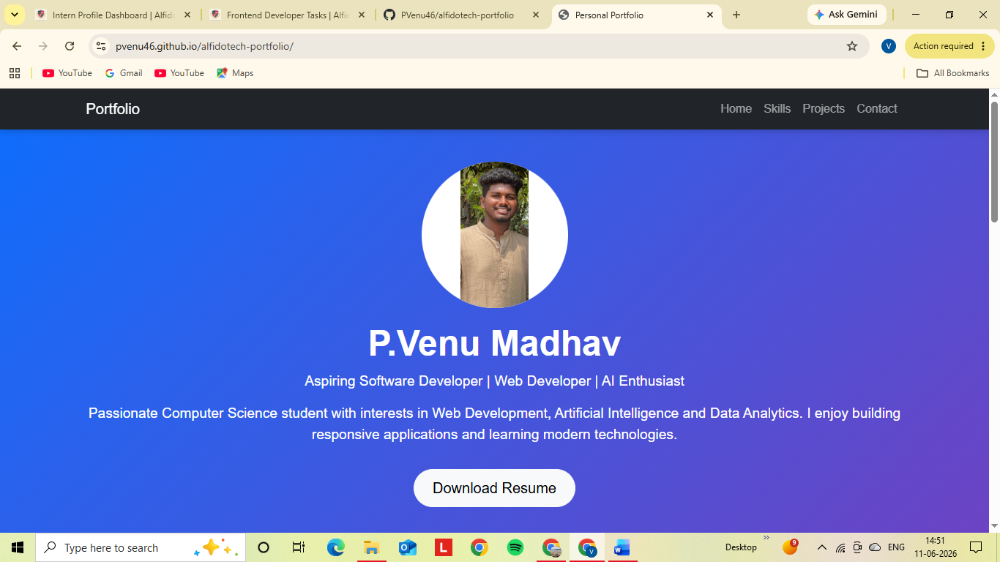 Intern Profile Dashboard | Alfido
Frontend Developer Tasks | Alfic
PVenu46/alfidotech-portfolio
Personal Portfolio
Ask Gemini
pvenu46.github.io/alfidotech-portfolio/
V
Action required
YouTube
Gmail
YouTube
Maps
All Bookmarks
Portfolio
Home
Skills
Projects
Contact
P.Venu Madhav
Aspiring Software Developer | Web Developer | AI Enthusiast
Passionate Computer Science student with interests in Web Development, Artificial Intelligence and Data Analytics. I enjoy building
responsive applications and learning modern technologies.
Download Resume
Type here to search
L
V
W
Desktop
9
ENG
14:51
11-06-2026